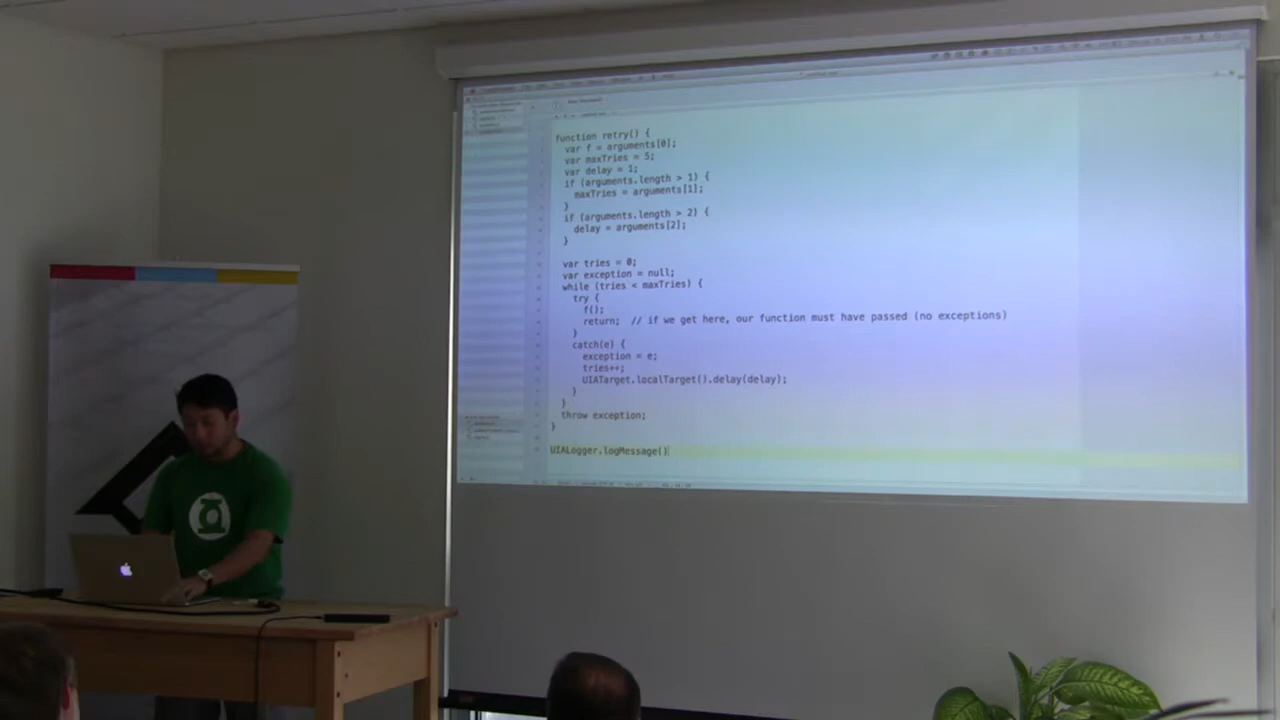 function retry() {
var f = arguments[0];
var maxTries = 5;
var delay = 1;
if (arguments.length > 1) {
maxTries = arguments[1];
}
if (arguments.length > 2) {
delay = arguments[2];
}
var tries = 0;
var exception = null;
while (tries < maxTries) {
try {
f();
return; // if we get here, our function must have passed (no exceptions)
}
catch(e) {
exception = e;
tries++;
UIATarget.localTarget().delay(delay);
}
}
throw exception;
}
UIALogger.logMessage()